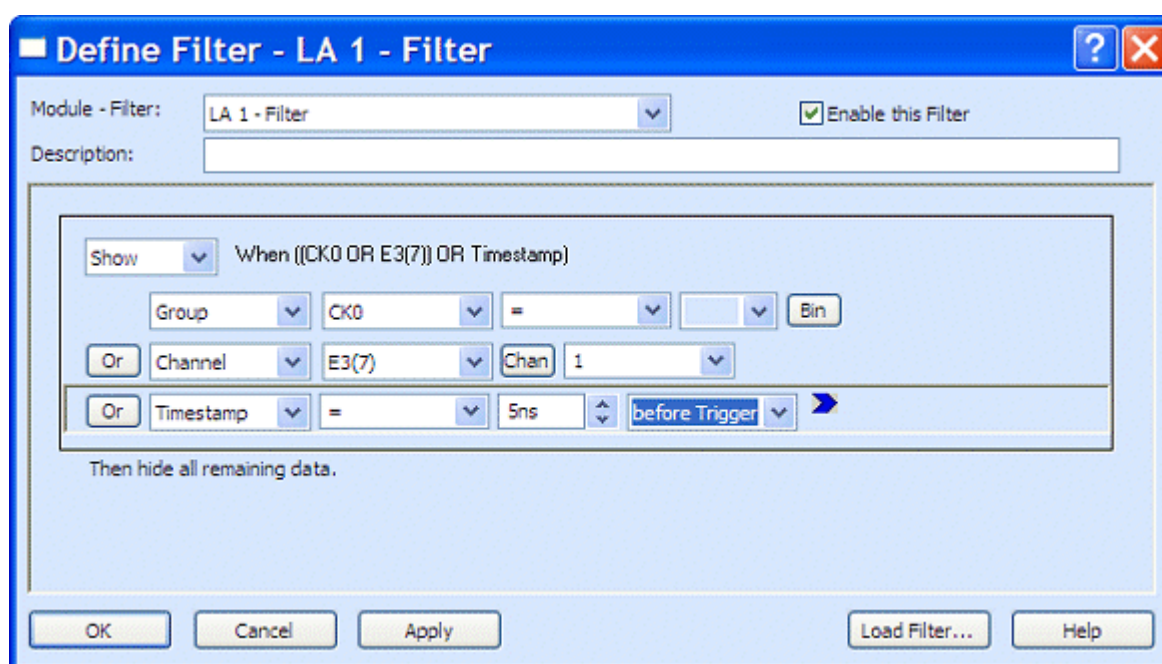 Define Filter - LA 1 - Filter ?
Module - Filter: LA 1 - Filter Enable this Filter
Description:
Show When ((CK0 OR E3(7)) OR Timestamp)
Group CK0 = Bin
Or Channel E3(7) Chan 1
Or Timestamp = 5ns before Trigger
Then hide all remaining data.
OK Cancel Apply Load Filter... Help